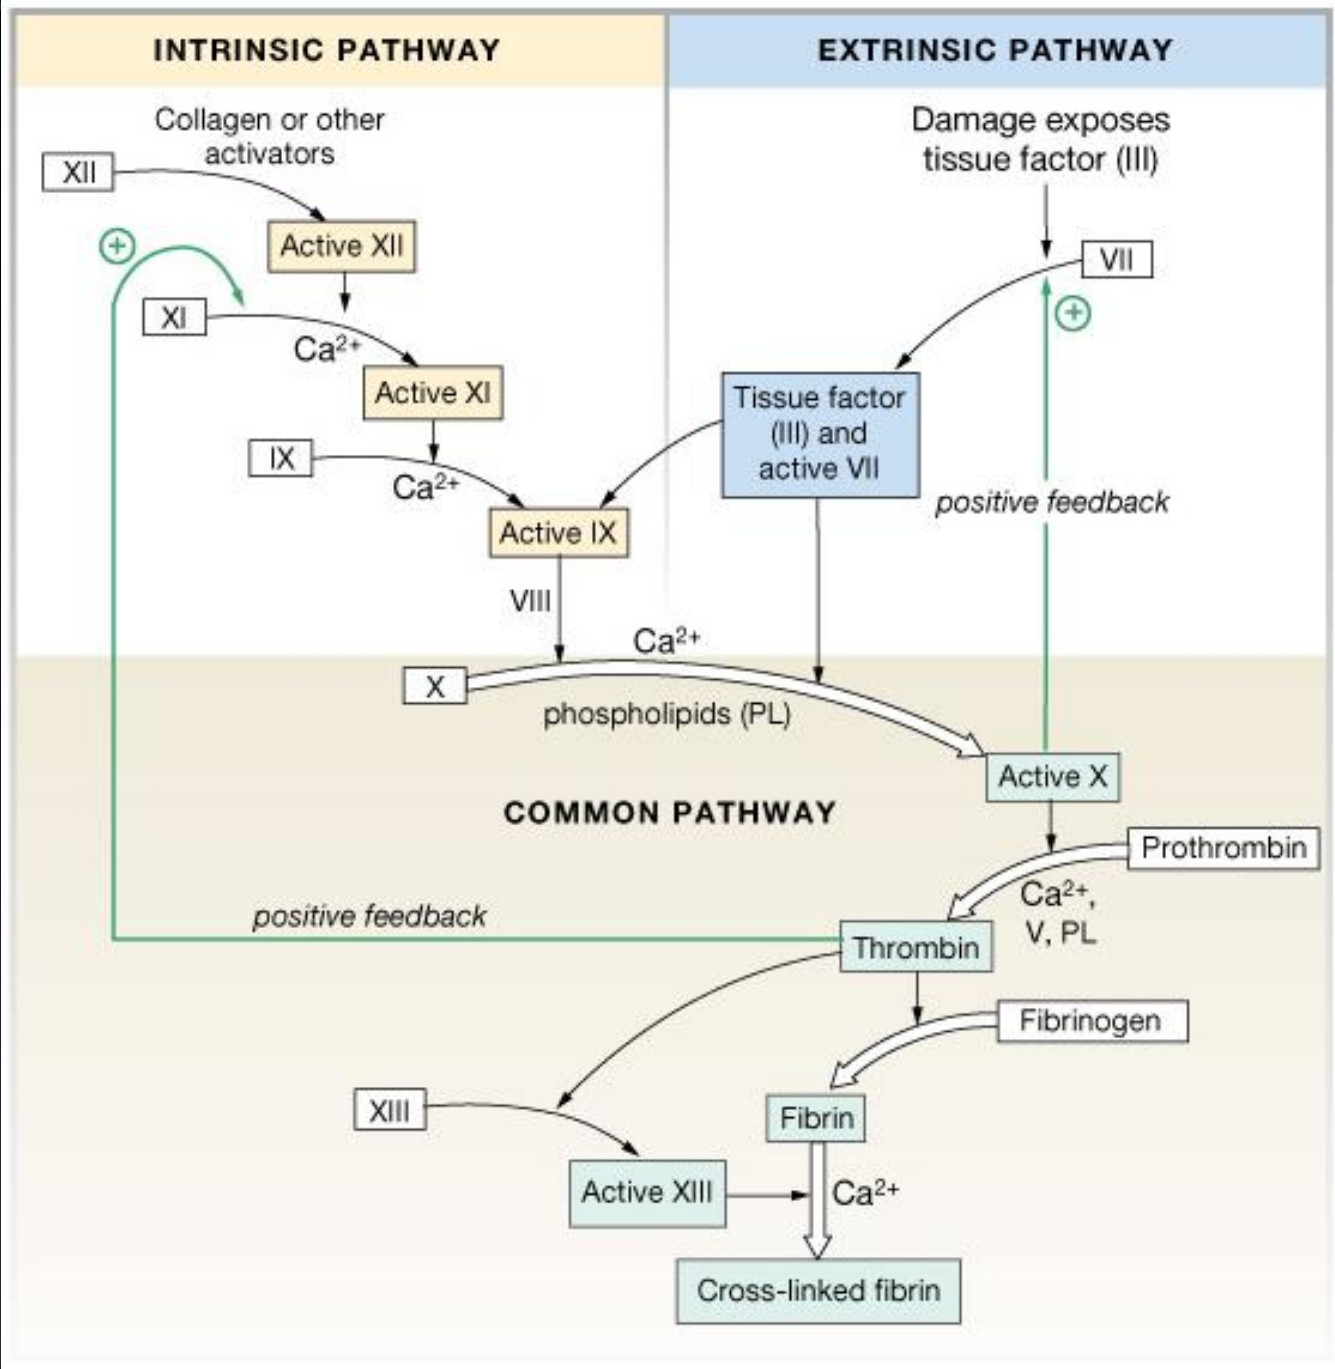 INTRINSIC PATHWAY
EXTRINSIC PATHWAY
Collagen or other
activators
XII
Active XII
+
XI
Ca²⁺
Active XI
IX
Ca²⁺
Active IX
VIII
Damage exposes
tissue factor (III)
VII
+
Tissue factor
(III) and
active VII
positive feedback
Ca²⁺
X
phospholipids (PL)
Active X
COMMON PATHWAY
Prothrombin
Ca²⁺,
V, PL
positive feedback
Thrombin
Fibrinogen
XIII
Fibrin
Active XIII
Ca²⁺
Cross-linked fibrin